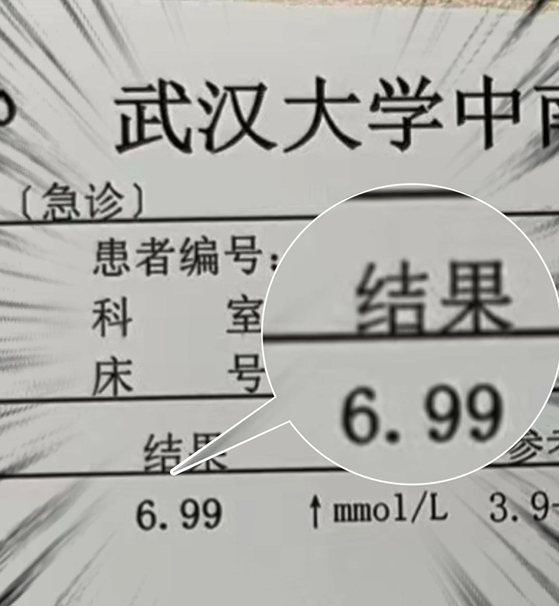 武汉大学中
〔急诊〕
患者编号:
科 室
床 号
结果
6.99
结果 参
6.99 ↑mmol/L 3.9-